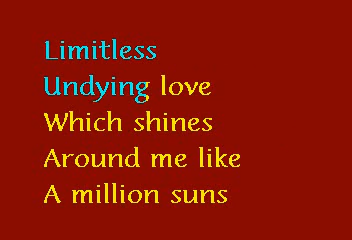 Limitless
Undying love
Which shines
Around me like
A million suns